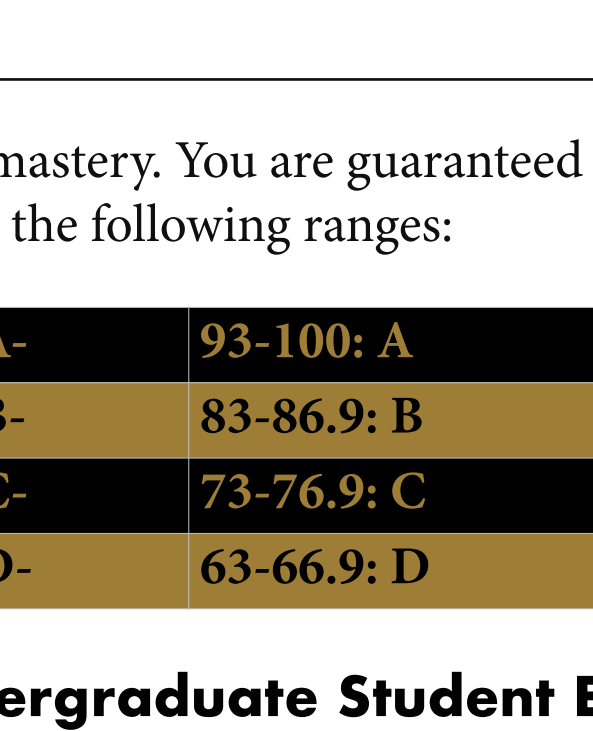 mastery. You are guaranteed
the following ranges:
A- 93-100: A
B- 83-86.9: B
C- 73-76.9: C
D- 63-66.9: D
ergraduate Student E